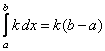 ∫ₐᵇ k dx = k(b − a)